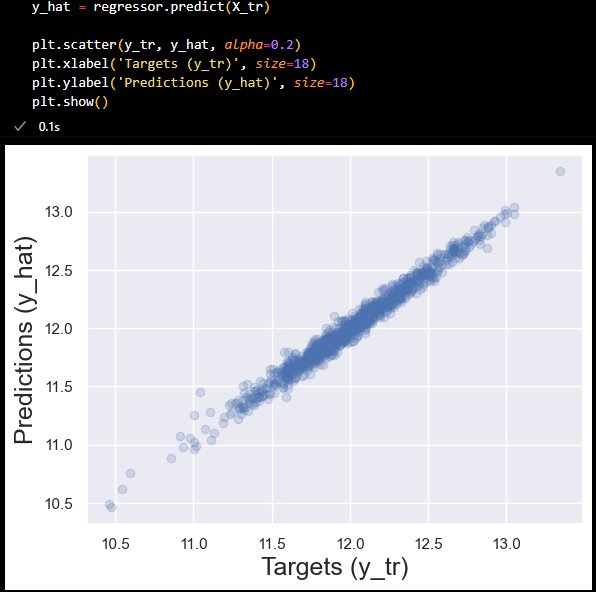 y_hat = regressor.predict(X_tr)
plt.scatter(y_tr, y_hat, alpha=0.2)
plt.xlabel('Targets (y_tr)', size=18)
plt.ylabel('Predictions (y_hat)', size=18)
plt.show()
0.1s
Predictions (y_hat)
13.0
12.5
12.0
11.5
11.0
10.5
10.5 11.0 11.5 12.0 12.5 13.0
Targets (y_tr)